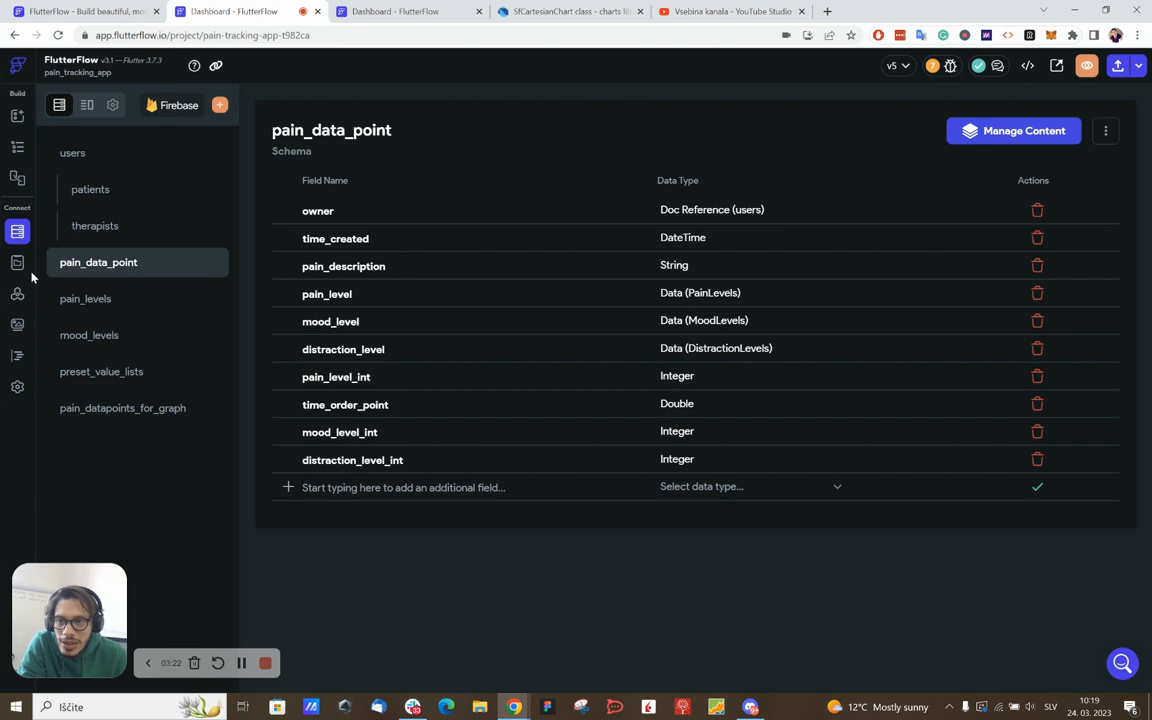 FlutterFlow - Build beautiful, mo
Dashboard - FlutterFlow
Dashboard - FlutterFlow
SfCartesianChart class - charts li
Vsebina kanala - YouTube Studio
app.flutterflow.io/project/pain-tracking-app-t982ca
FlutterFlow v3.1 — Flutter 3.7.3
pain_tracking_app
v5
7
Build
Connect
Firebase
users
patients
therapists
pain_data_point
pain_levels
mood_levels
preset_value_lists
pain_datapoints_for_graph
pain_data_point
Schema
Manage Content
Field Name Data Type Actions
owner Doc Reference (users)
time_created DateTime
pain_description String
pain_level Data (PainLevels)
mood_level Data (MoodLevels)
distraction_level Data (DistractionLevels)
pain_level_int Integer
time_order_point Double
mood_level_int Integer
distraction_level_int Integer
Start typing here to add an additional field... Select data type...
03:22
Iščite
12°C Mostly sunny
SLV
10:19
24. 03. 2023
6